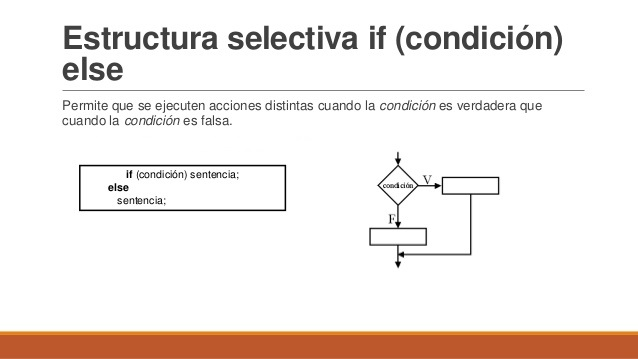 Estructura selectiva if (condición)
else
Permite que se ejecuten acciones distintas cuando la condición es verdadera que
cuando la condición es falsa.
if (condición) sentencia;
else
sentencia;
condición
V
F